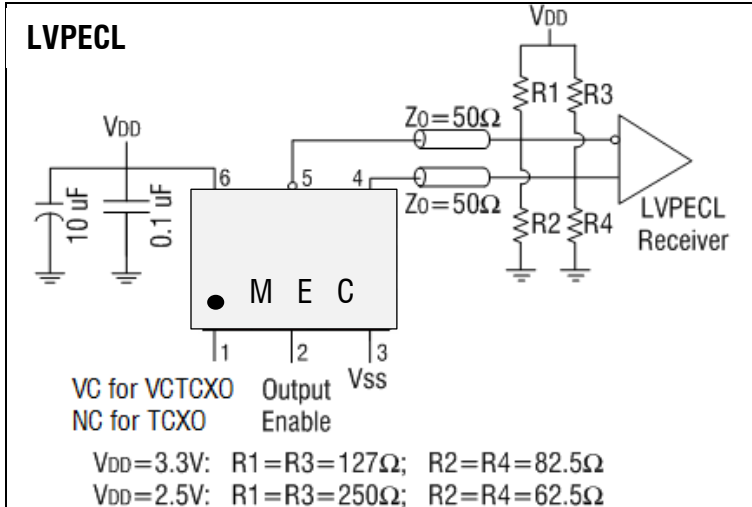 LVPECL
VDD
R1 R3
Z0=50Ω
VDD
6 5 4
Z0=50Ω
10 uF
0.1 uF
R2 R4
LVPECL
Receiver
M E C
1 2 3
VC for VCTCXO
NC for TCXO
Output
Enable
Vss
VDD=3.3V: R1=R3=127Ω; R2=R4=82.5Ω
VDD=2.5V: R1=R3=250Ω; R2=R4=62.5Ω